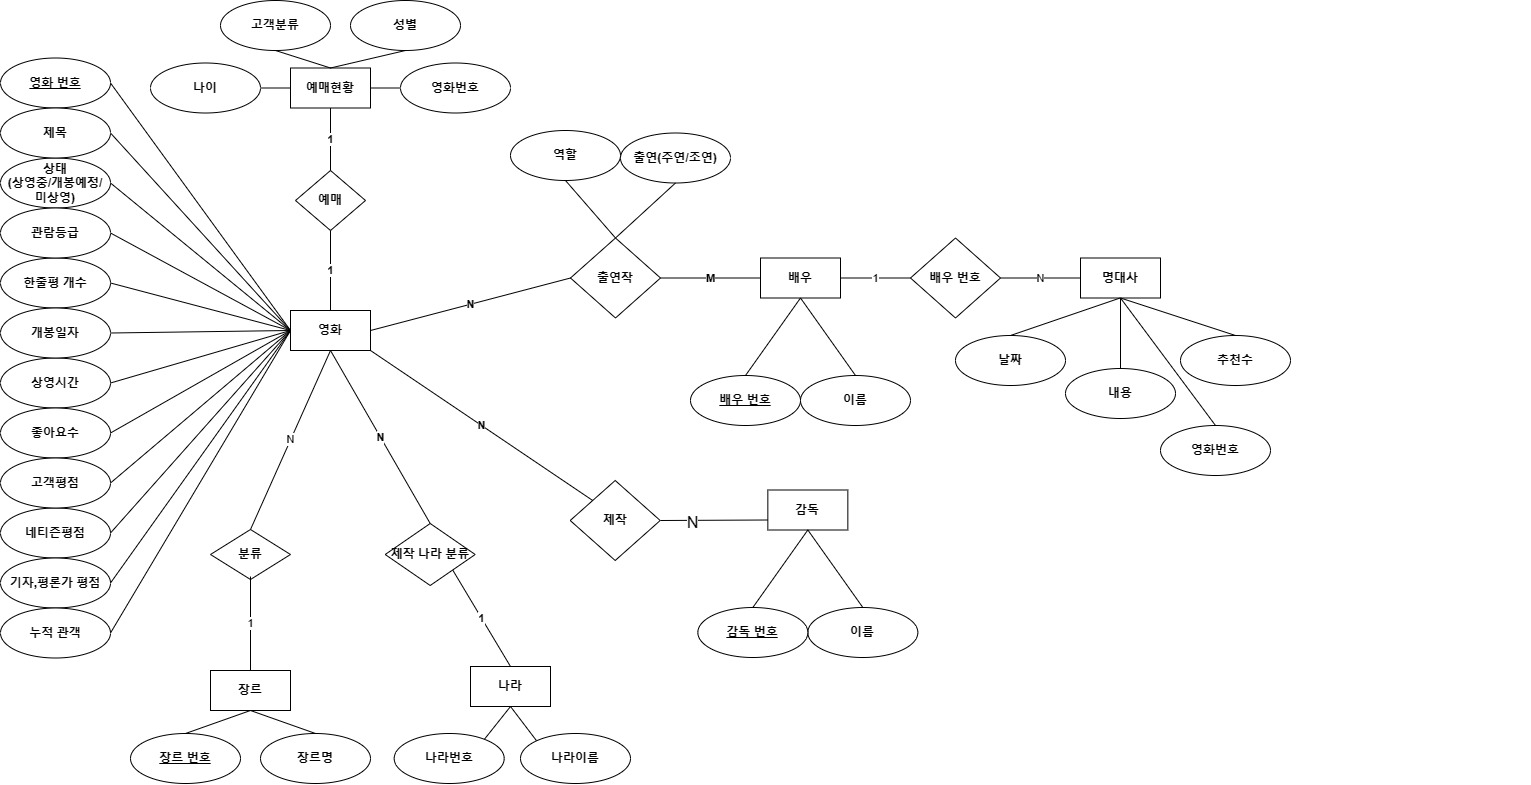 고객분류
성별
영화 번호
나이
예매현황
영화번호
제목
1
역할
출연(주연/조연)
상태
(상영중/개봉예정/
미상영)
예매
관람등급
1
출연작
M
배우
1
배우 번호
N
명대사
한줄평 개수
N
개봉일자
영화
날짜
추천수
상영시간
내용
배우 번호
이름
좋아요수
N
N
N
영화번호
고객평점
감독
네티즌평점
제작
N
분류
제작 나라 분류
기자,평론가 평점
1
1
누적 관객
감독 번호
이름
장르
나라
장르 번호
장르명
나라번호
나라이름